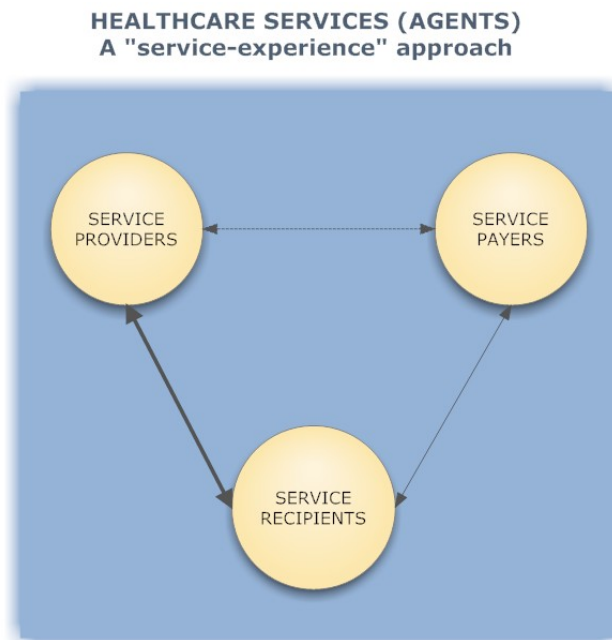 HEALTHCARE SERVICES (AGENTS)
A "service-experience" approach
SERVICE
PROVIDERS
SERVICE
PAYERS
SERVICE
RECIPIENTS